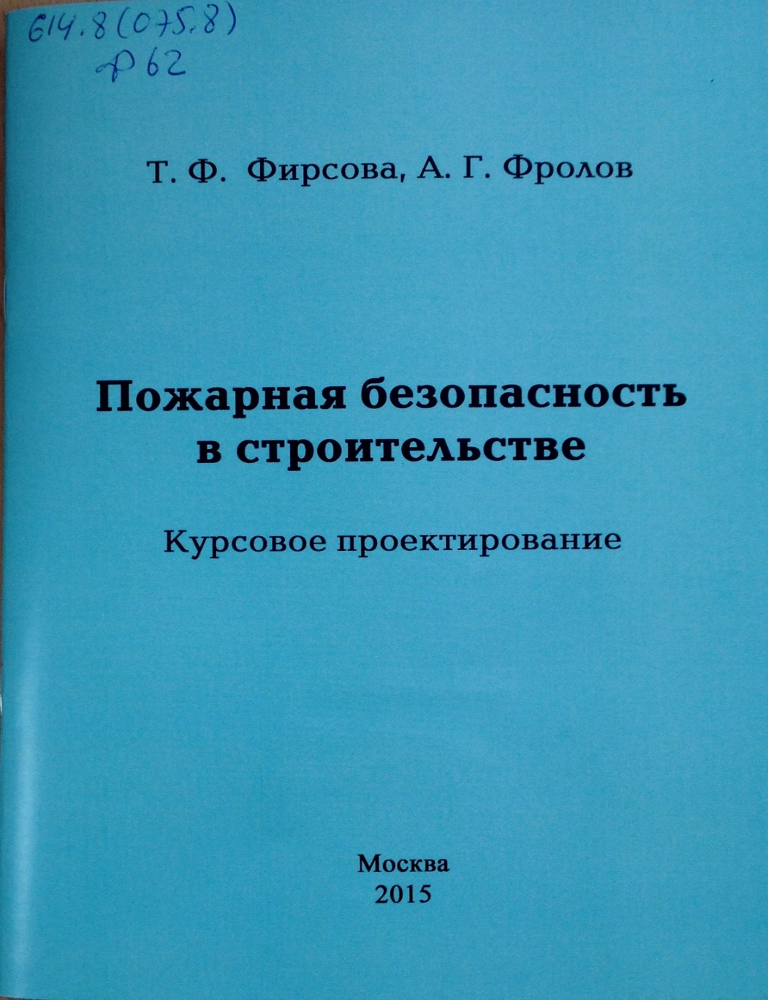 614.8(075.8)
Ф62
Т. Ф. Фирсова, А. Г. Фролов
Пожарная безопасность
в строительстве
Курсовое проектирование
Москва
2015